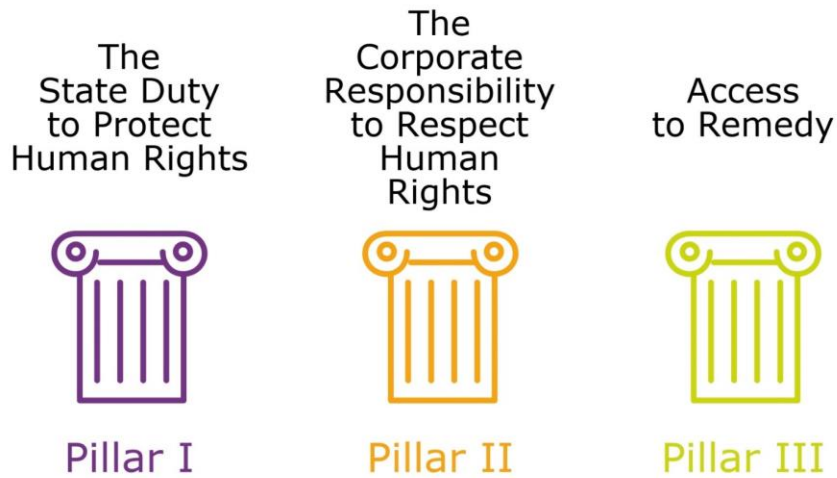 The
State Duty
to Protect
Human Rights
The
Corporate
Responsibility
to Respect
Human
Rights
Access
to Remedy
Pillar I
Pillar II
Pillar III